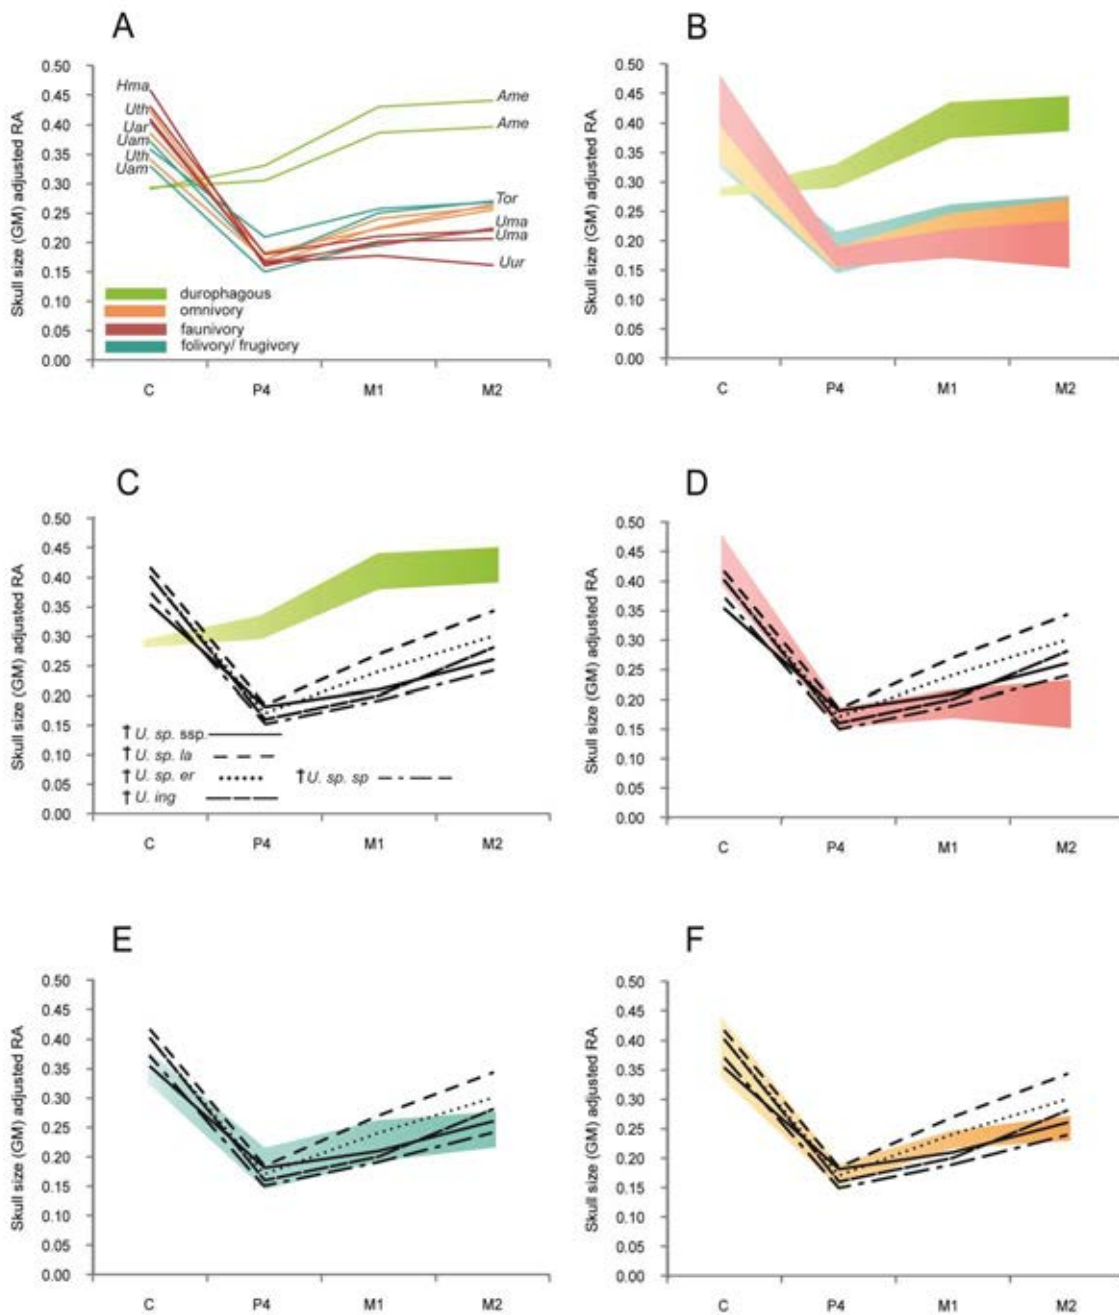 A
Skull size (GM) adjusted RA
0.50
0.45
0.40
0.35
0.30
0.25
0.20
0.15
0.10
0.05
0.00
Hma
Uth
Uar
Uam
Uth
Uam
Ame
Ame
Tor
Uma
Uma
Uur
durophagous
omnivory
faunivory
folivory/ frugivory
C P4 M1 M2
B
Skull size (GM) adjusted RA
0.50
0.45
0.40
0.35
0.30
0.25
0.20
0.15
0.10
0.05
0.00
C P4 M1 M2
C
Skull size (GM) adjusted RA
0.50
0.45
0.40
0.35
0.30
0.25
0.20
0.15
0.10
0.05
0.00
†U. sp. ssp.
†U. sp. la
†U. sp. er †U. sp. sp
†U. ing
C P4 M1 M2
D
Skull size (GM) adjusted RA
0.50
0.45
0.40
0.35
0.30
0.25
0.20
0.15
0.10
0.05
0.00
C P4 M1 M2
E
Skull size (GM) adjusted RA
0.50
0.45
0.40
0.35
0.30
0.25
0.20
0.15
0.10
0.05
0.00
C P4 M1 M2
F
Skull size (GM) adjusted RA
0.50
0.45
0.40
0.35
0.30
0.25
0.20
0.15
0.10
0.05
0.00
C P4 M1 M2